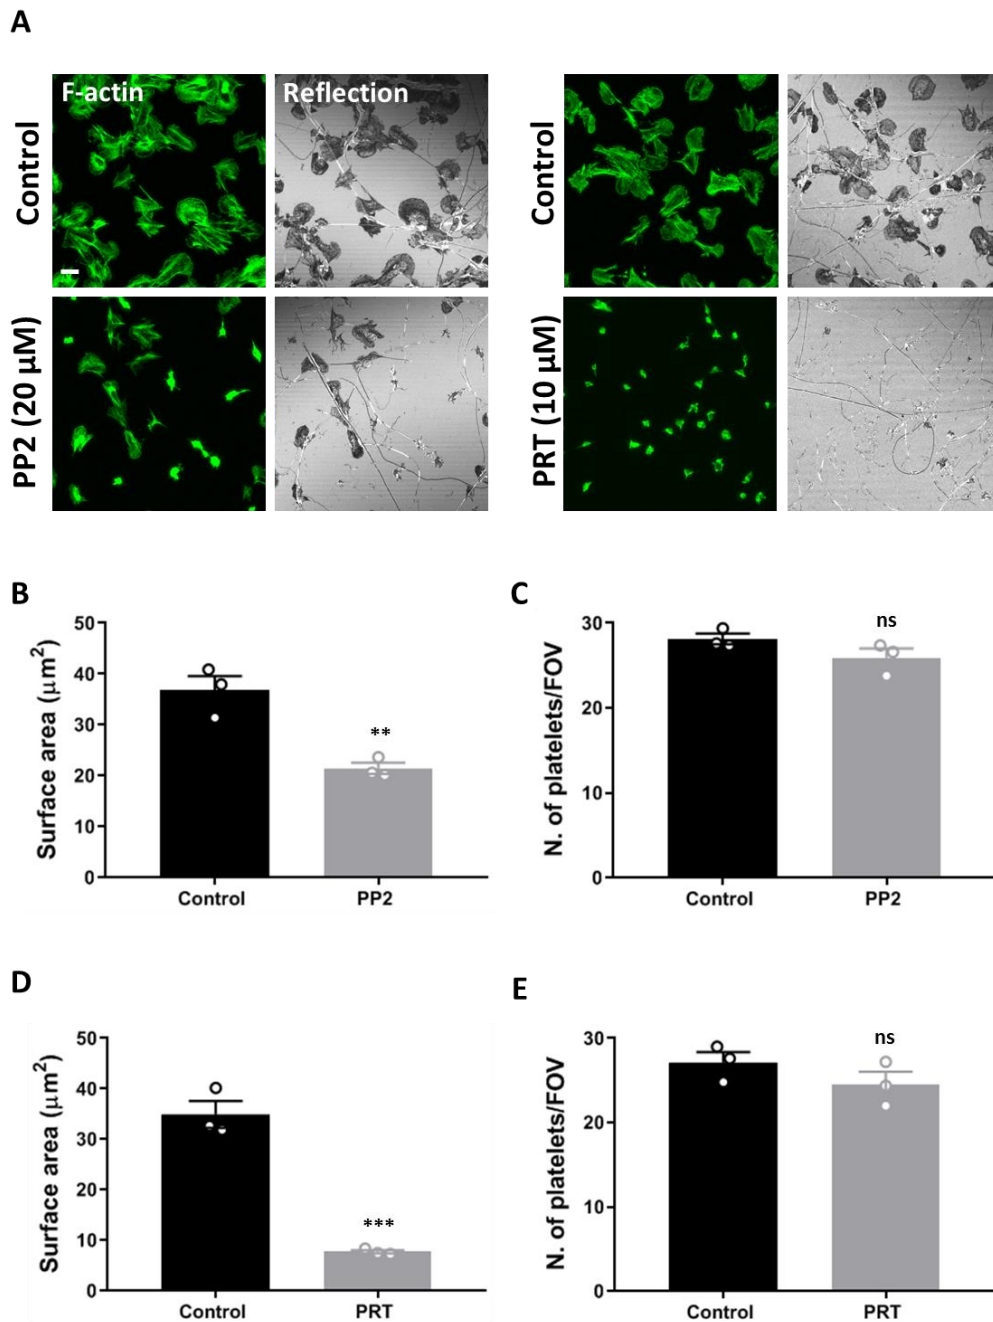 A
F-actin
Reflection
Control
Control
PP2 (20 μM)
PRT (10 μM)
B
C
50
40
30
20
10
0
Surface area (μm²)
**
Control
PP2
30
20
10
0
N. of platelets/FOV
ns
Control
PP2
D
E
50
40
30
20
10
0
Surface area (μm²)
***
Control
PRT
30
20
10
0
N. of platelets/FOV
ns
Control
PRT